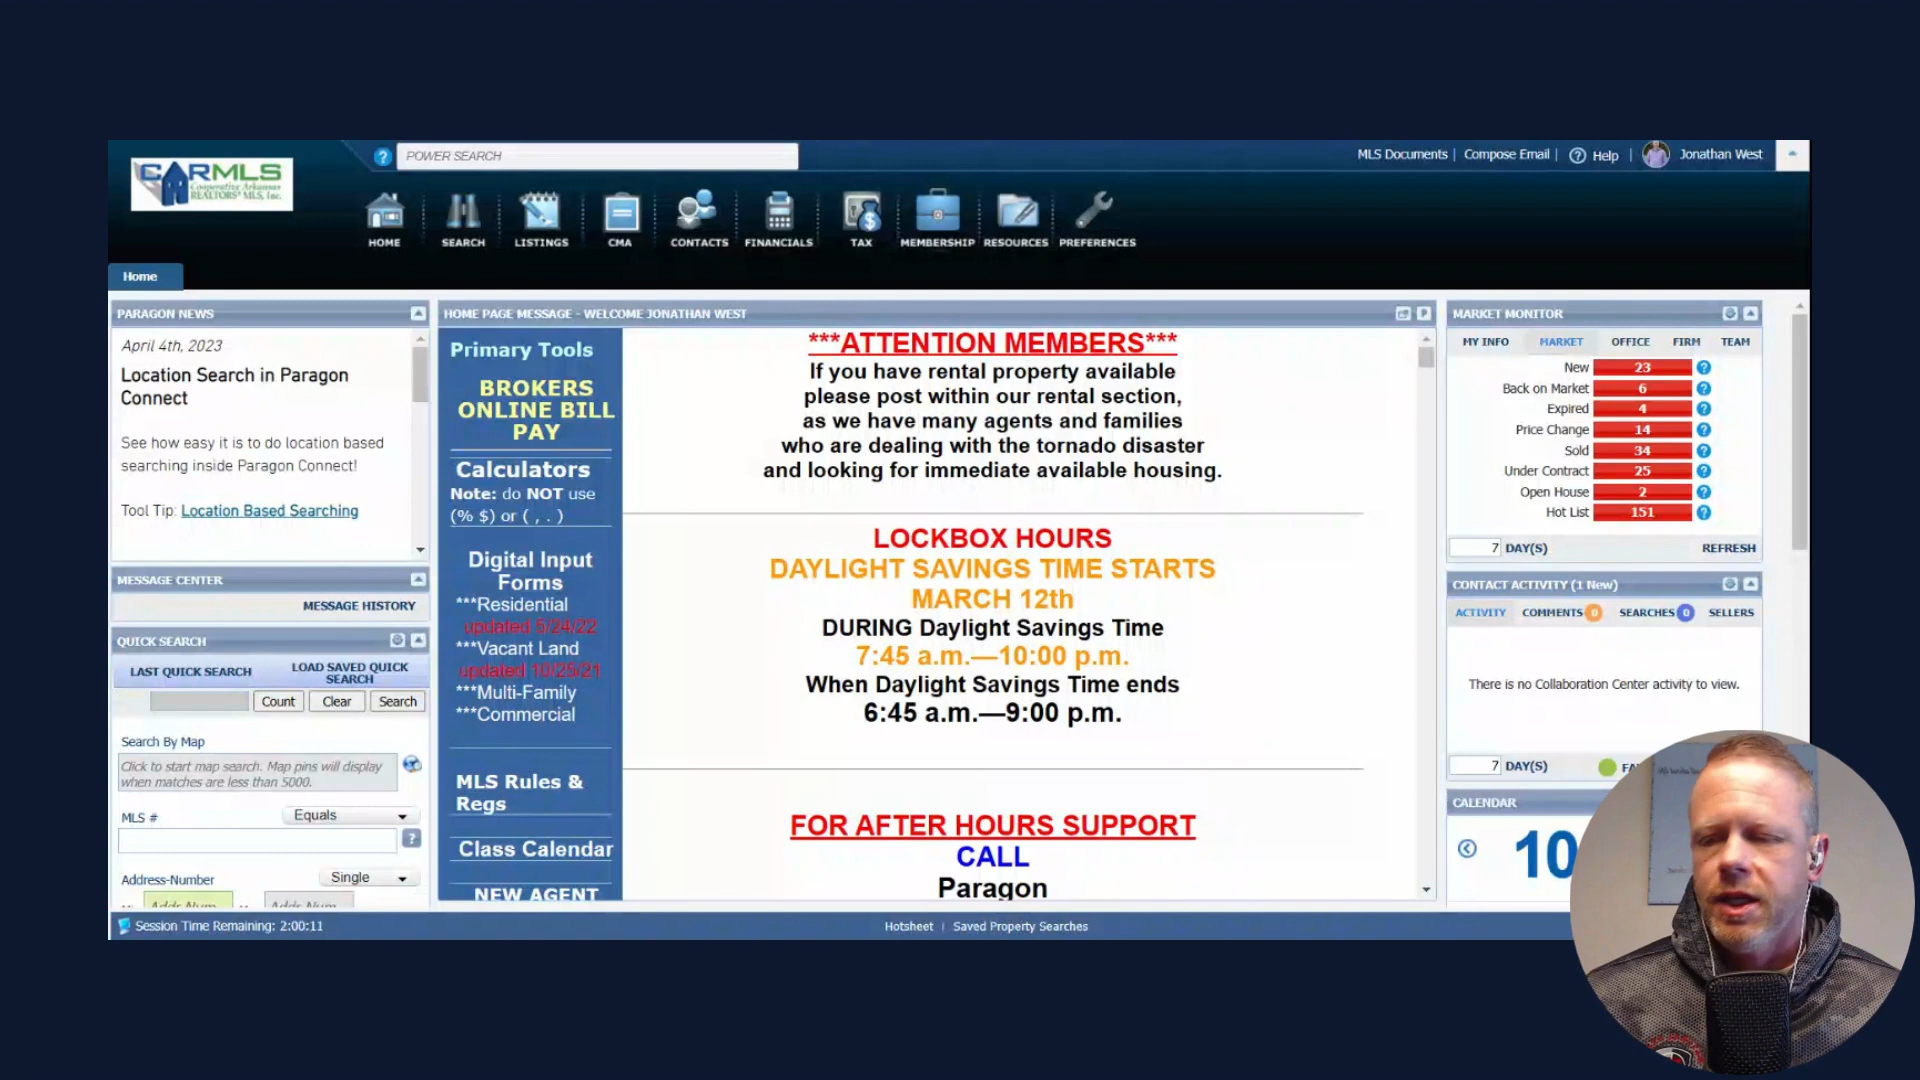 CARMLS
Cooperative Arkansas
REALTORS® MLS, Inc.
POWER SEARCH
MLS Documents | Compose Email | Help | Jonathan West
HOME
SEARCH
LISTINGS
CMA
CONTACTS
FINANCIALS
TAX
MEMBERSHIP
RESOURCES
PREFERENCES
Home
PARAGON NEWS
April 4th, 2023
Location Search in Paragon
Connect
See how easy it is to do location based
searching inside Paragon Connect!
Tool Tip: Location Based Searching
MESSAGE CENTER
MESSAGE HISTORY
QUICK SEARCH
LAST QUICK SEARCH
LOAD SAVED QUICK
SEARCH
Count
Clear
Search
Search By Map
Click to start map search. Map pins will display
when matches are less than 5000.
MLS #
Equals
Address-Number
Single
HOME PAGE MESSAGE - WELCOME JONATHAN WEST
Primary Tools
BROKERS
ONLINE BILL
PAY
Calculators
Note: do NOT use
(% $) or ( , . )
Digital Input
Forms
***Residential
updated 5/24/22
***Vacant Land
updated 10/25/21
***Multi-Family
***Commercial
MLS Rules &
Regs
Class Calendar
NEW AGENT
***ATTENTION MEMBERS***
If you have rental property available
please post within our rental section,
as we have many agents and families
who are dealing with the tornado disaster
and looking for immediate available housing.
LOCKBOX HOURS
DAYLIGHT SAVINGS TIME STARTS
MARCH 12th
DURING Daylight Savings Time
7:45 a.m.—10:00 p.m.
When Daylight Savings Time ends
6:45 a.m.—9:00 p.m.
FOR AFTER HOURS SUPPORT
CALL
Paragon
MARKET MONITOR
MY INFO MARKET OFFICE FIRM TEAM
New 23
Back on Market 6
Expired 4
Price Change 14
Sold 34
Under Contract 25
Open House 2
Hot List 151
7 DAY(S) REFRESH
CONTACT ACTIVITY (1 New)
ACTIVITY COMMENTS 0 SEARCHES 0 SELLERS
There is no Collaboration Center activity to view.
7 DAY(S)
CALENDAR
10
Session Time Remaining: 2:00:11
Hotsheet | Saved Property Searches